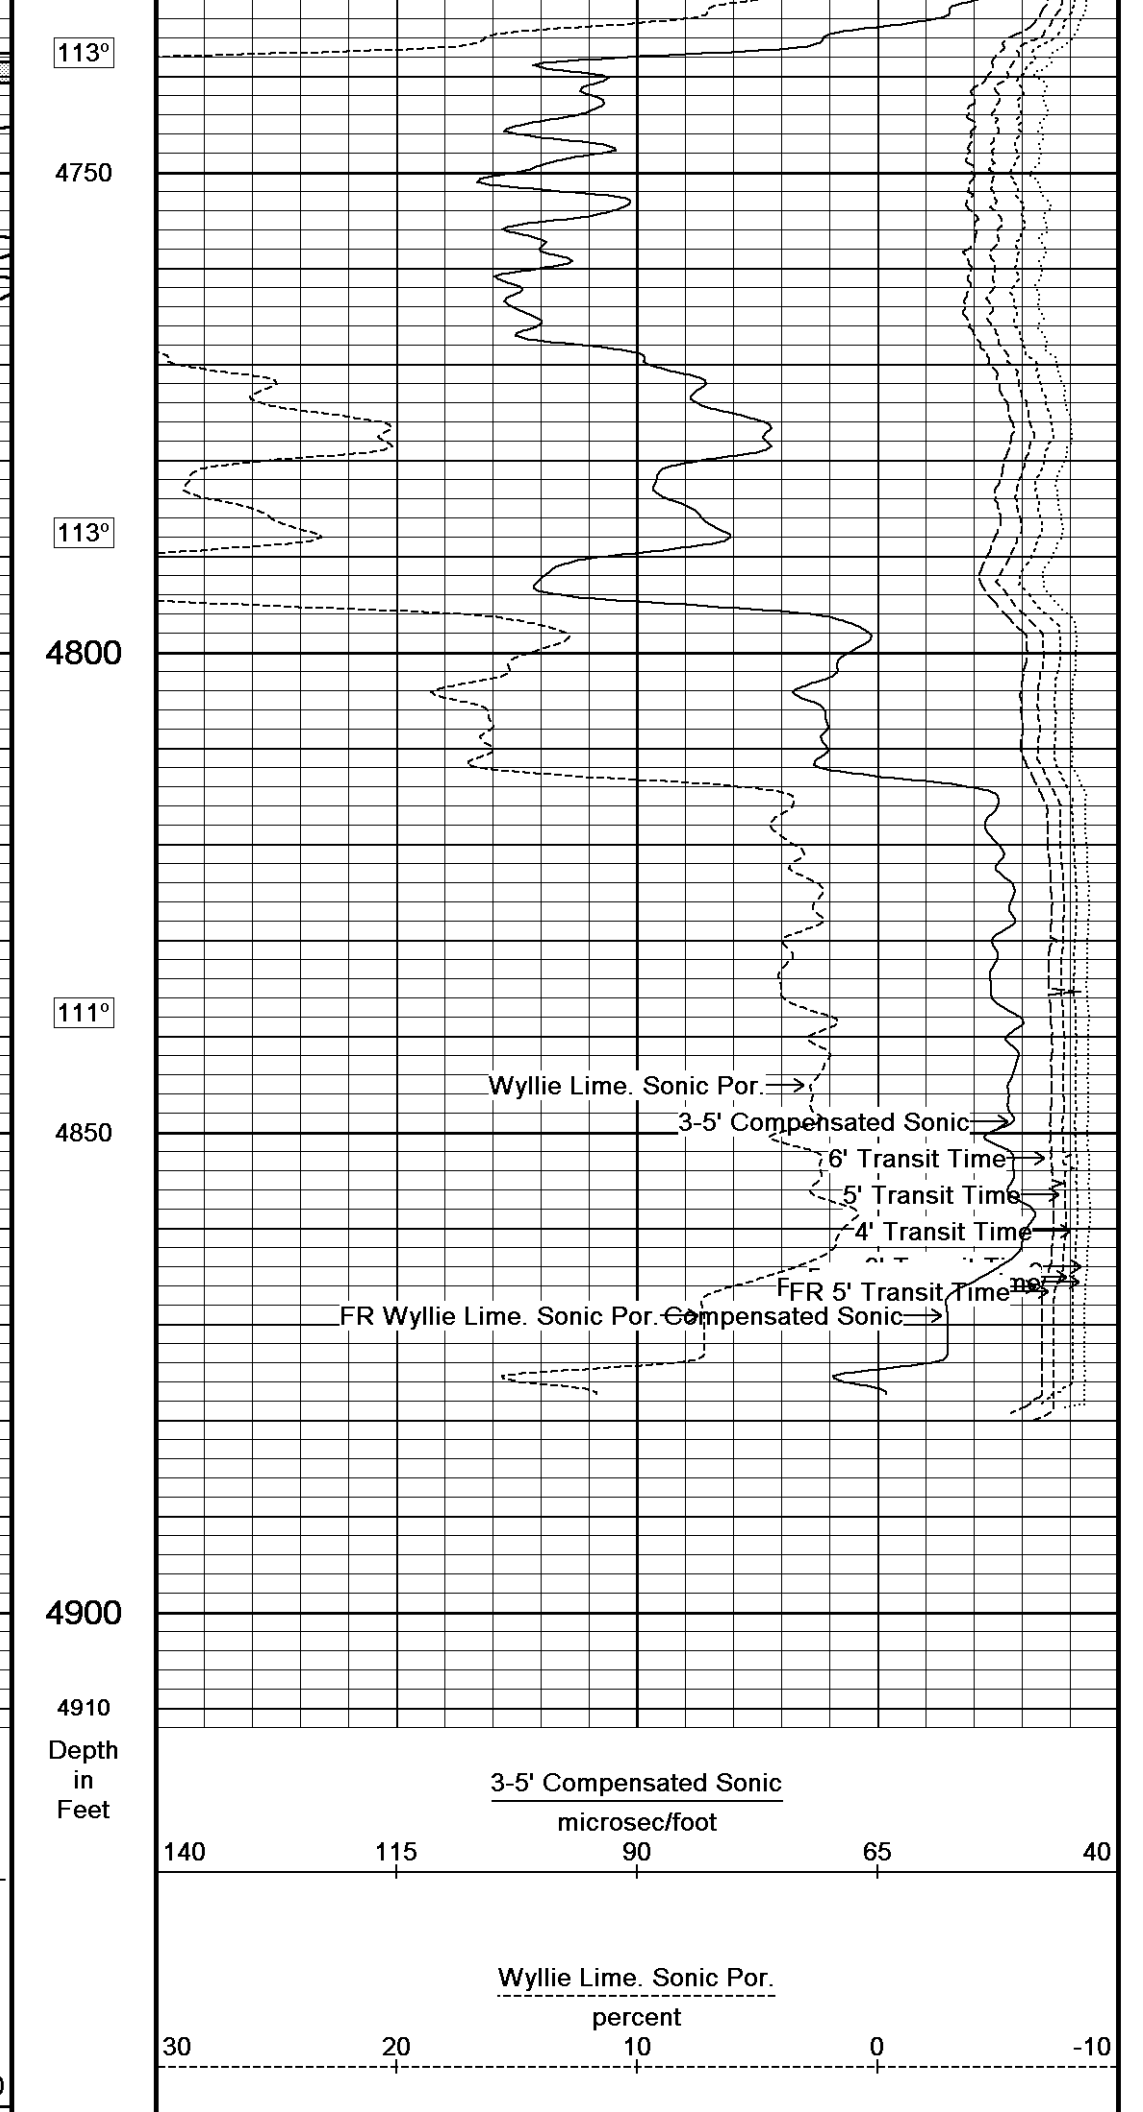 113°
4750
113°
4800
111°
Wyllie Lime. Sonic Por.
3-5' Compensated Sonic
4850
6' Transit Time
5' Transit Time
4' Transit Time
FR 5' Transit Time
FR Wyllie Lime. Sonic Por. Compensated Sonic
4900
4910
Depth
in
Feet
3-5' Compensated Sonic
microsec/foot
140 115 90 65 40
Wyllie Lime. Sonic Por.
percent
30 20 10 0 -10